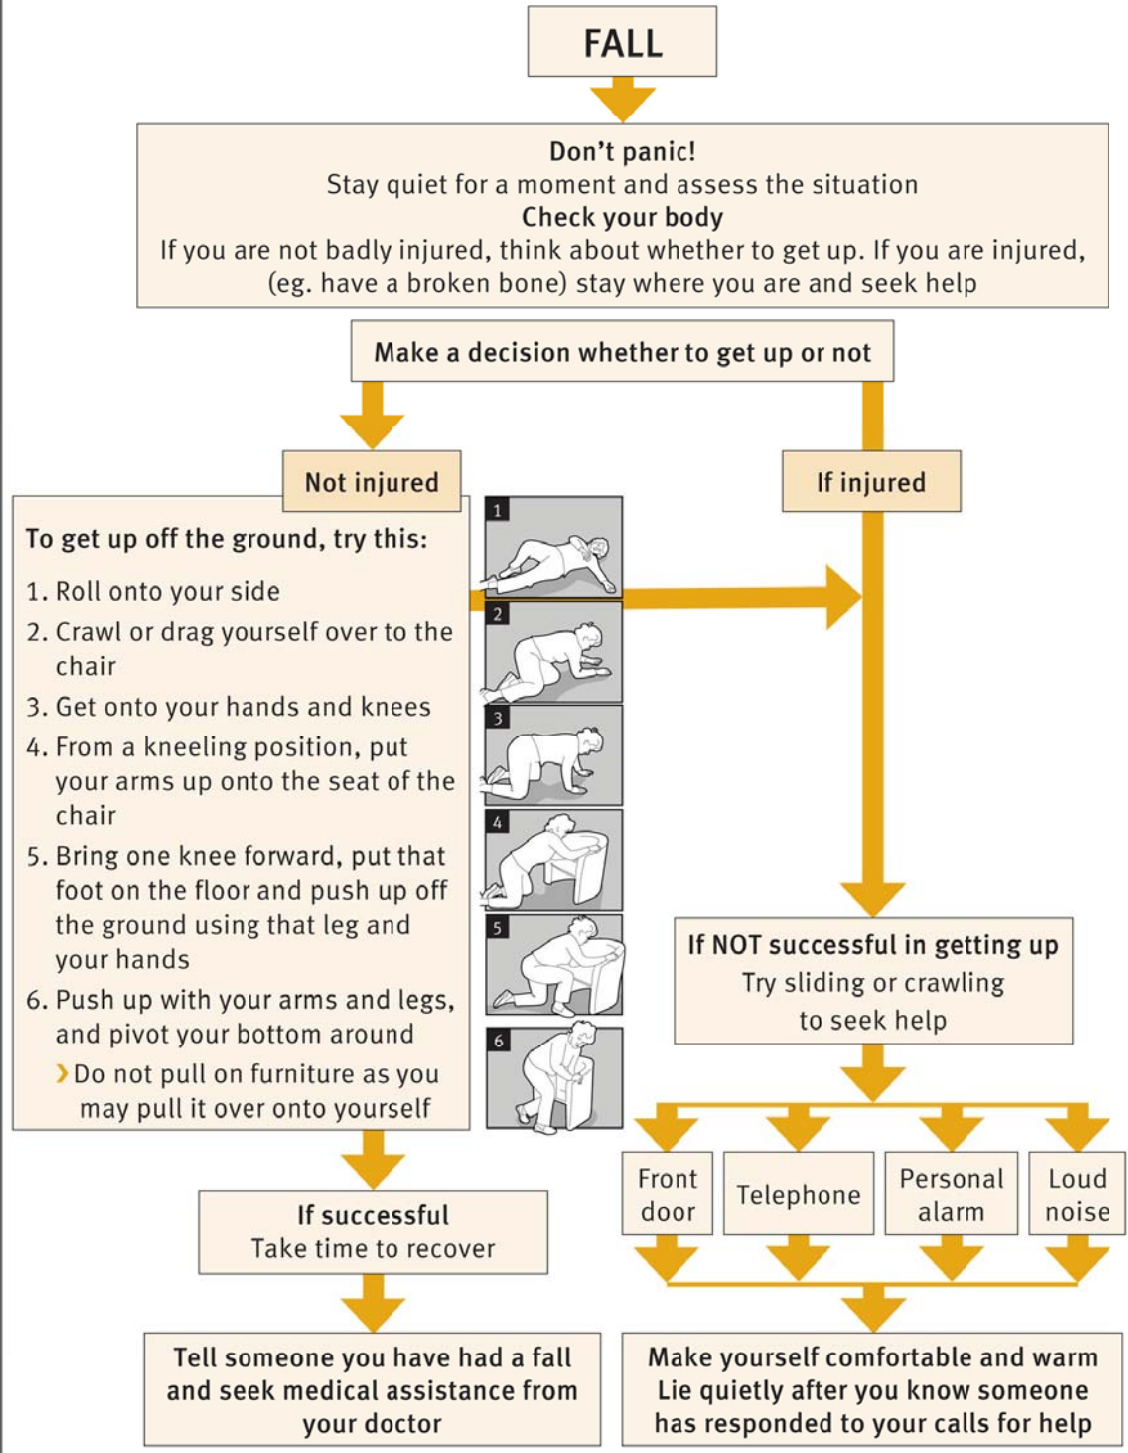 FALL
Don't panic!
Stay quiet for a moment and assess the situation
Check your body
If you are not badly injured, think about whether to get up. If you are injured,
(eg. have a broken bone) stay where you are and seek help
Make a decision whether to get up or not
Not injured
If injured
To get up off the ground, try this:
1. Roll onto your side
2. Crawl or drag yourself over to the
chair
3. Get onto your hands and knees
4. From a kneeling position, put
your arms up onto the seat of the
chair
5. Bring one knee forward, put that
foot on the floor and push up off
the ground using that leg and
your hands
6. Push up with your arms and legs,
and pivot your bottom around
› Do not pull on furniture as you
may pull it over onto yourself
1
2
3
4
5
6
If successful
Take time to recover
Tell someone you have had a fall
and seek medical assistance from
your doctor
If NOT successful in getting up
Try sliding or crawling
to seek help
Front
door
Telephone
Personal
alarm
Loud
noise
Make yourself comfortable and warm
Lie quietly after you know someone
has responded to your calls for help